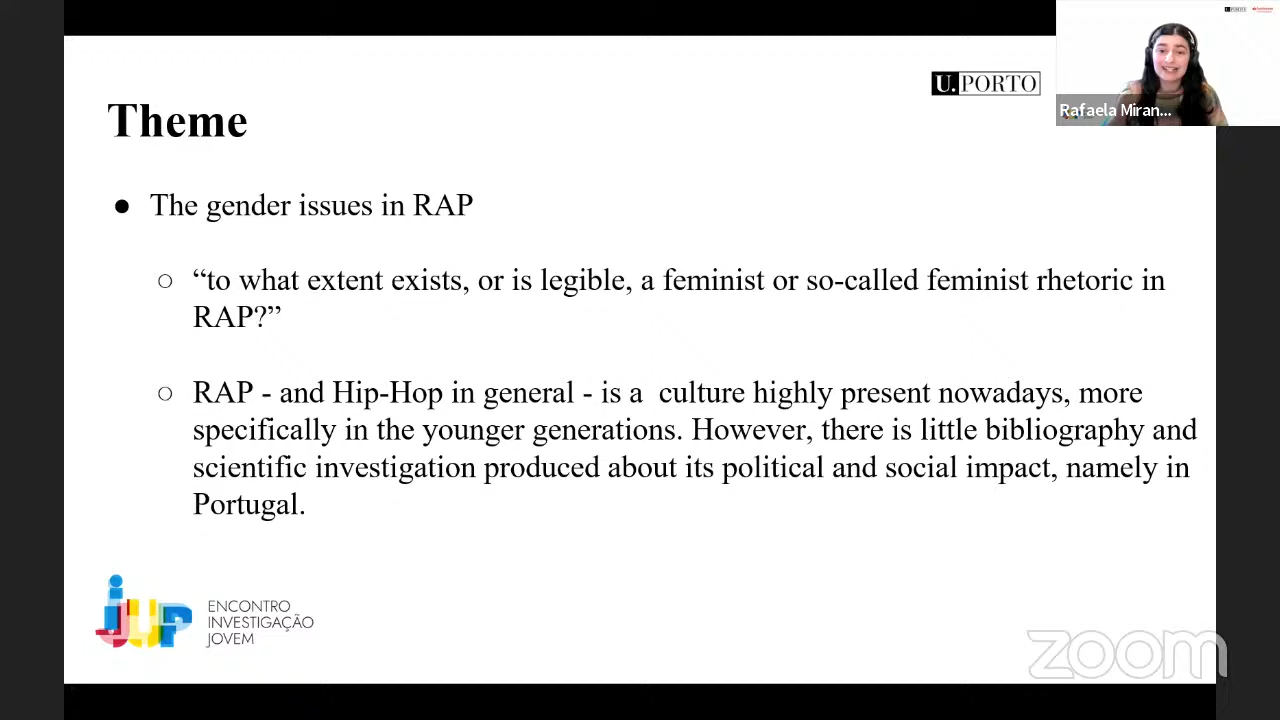 U.PORTO
Rafaela Miran...
Theme
● The gender issues in RAP
○ “to what extent exists, or is legible, a feminist or so-called feminist rhetoric in
RAP?”
○ RAP - and Hip-Hop in general - is a culture highly present nowadays, more
specifically in the younger generations. However, there is little bibliography and
scientific investigation produced about its political and social impact, namely in
Portugal.
iJUP
ENCONTRO
INVESTIGAÇÃO
JOVEM
zoom